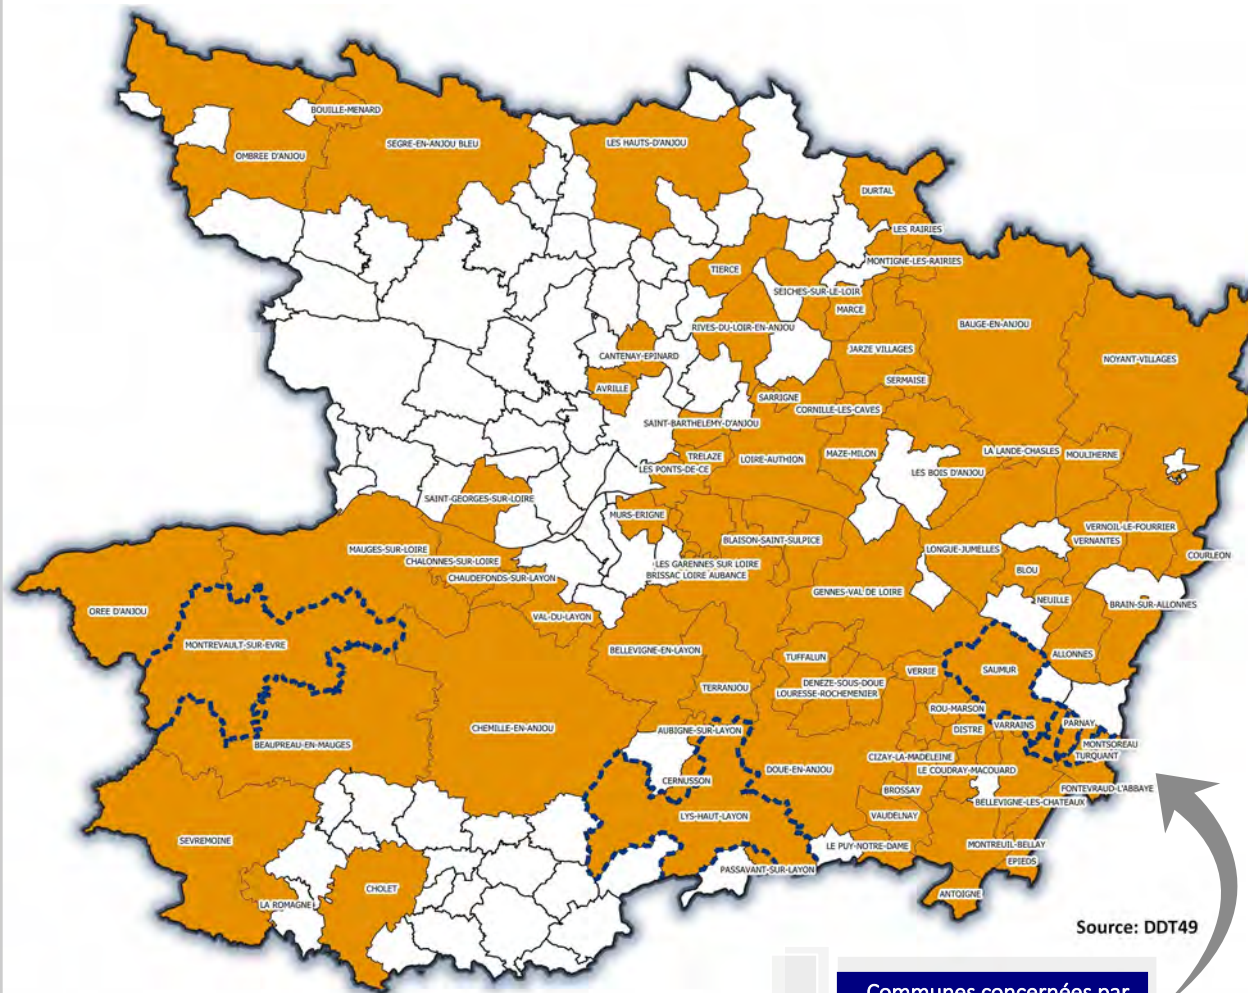 BOUILLE-MENARD
SEGRE-EN-ANJOU BLEU
LES HAUTS-D'ANJOU
OMBREE D'ANJOU
DURTAL
LES RAIRIES
MONTIGNE-LES-RAIRIES
TIERCE
SEICHES-SUR-LE-LOIR
MARCE
RIVES-DU-LOIR-EN-ANJOU
BAUGE-EN-ANJOU
CANTENAY-EPINARD
JARZE VILLAGES
NOYANT-VILLAGES
AVRILLE
SERMAISE
SARRIGNE
CORNILLE-LES-CAVES
SAINT-BARTHELEMY-D'ANJOU
TRELAZE
LOIRE-AUTHION
MAZE-MILON
LA LANDE-CHASLES
MOULIHERNE
LES PONTS-DE-CE
LES BOIS D'ANJOU
SAINT-GEORGES-SUR-LOIRE
MURS-ERIGNE
VERNOIL-LE-FOURRIER
BLAISON-SAINT-SULPICE
VERNANTES
MAUGES-SUR-LOIRE
LONGUE-JUMELLES
COURLEON
CHALONNES-SUR-LOIRE
LES GARENNES SUR LOIRE
BRISSAC LOIRE AUBANCE
BLOU
CHAUDEFONDS-SUR-LAYON
GENNES-VAL DE LOIRE
NEUILLE
BRAIN-SUR-ALLONNES
OREE D'ANJOU
VAL-DU-LAYON
MONTREVAULT-SUR-EVRE
BELLEVIGNE-EN-LAYON
TUFFALUN
ALLONNES
VERRIE
SAUMUR
TERRANJOU
DENEZE-SOUS-DOUE
LOURESSE-ROCHEMENIER
ROU-MARSON
CHEMILLE-EN-ANJOU
AUBIGNE-SUR-LAYON
DISTRE
VARRAINS
PARNAY
BEAUPREAU-EN-MAUGES
MONTSOREAU
TURQUANT
CIZAY-LA-MADELEINE
DOUE-EN-ANJOU
LE COUDRAY-MACOUARD
CERNUSSON
BROSSAY
FONTEVRAUD-L'ABBAYE
BELLEVIGNE-LES-CHATEAUX
LYS-HAUT-LAYON
VAUDELNAY
SEVREMOINE
LE PUY-NOTRE-DAME
MONTREUIL-BELLAY
EPIEDS
PASSAVANT-SUR-LAYON
CHOLET
ANTOIGNE
LA ROMAGNE
Source: DDT49
Communes concernées par